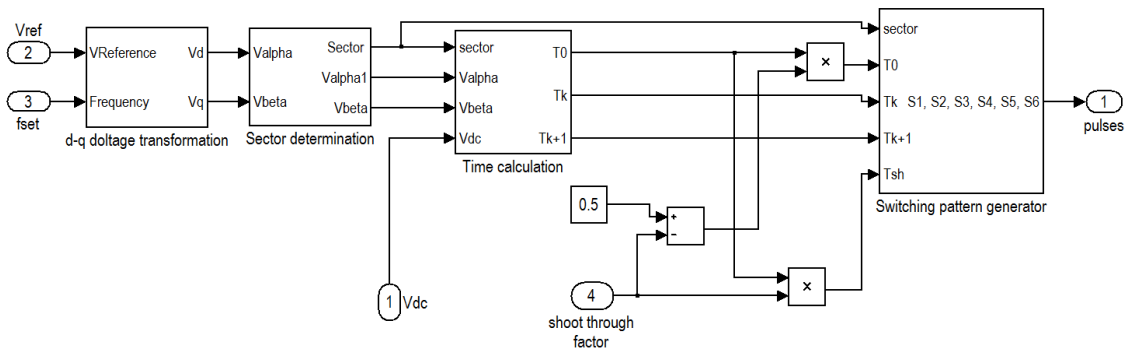 Vref
2
3
fset
VReference
Frequency
Vd
Vq
d-q doltage transformation
Valpha
Vbeta
Sector
Valpha1
Vbeta
Sector determination
sector
Valpha
Vbeta
Vdc
T0
Tk
Tk+1
Time calculation
×
sector
T0
Tk
Tk+1
Tsh
S1, S2, S3, S4, S5, S6
Switching pattern generator
1
pulses
0.5
+
−
×
1
Vdc
4
shoot through
factor